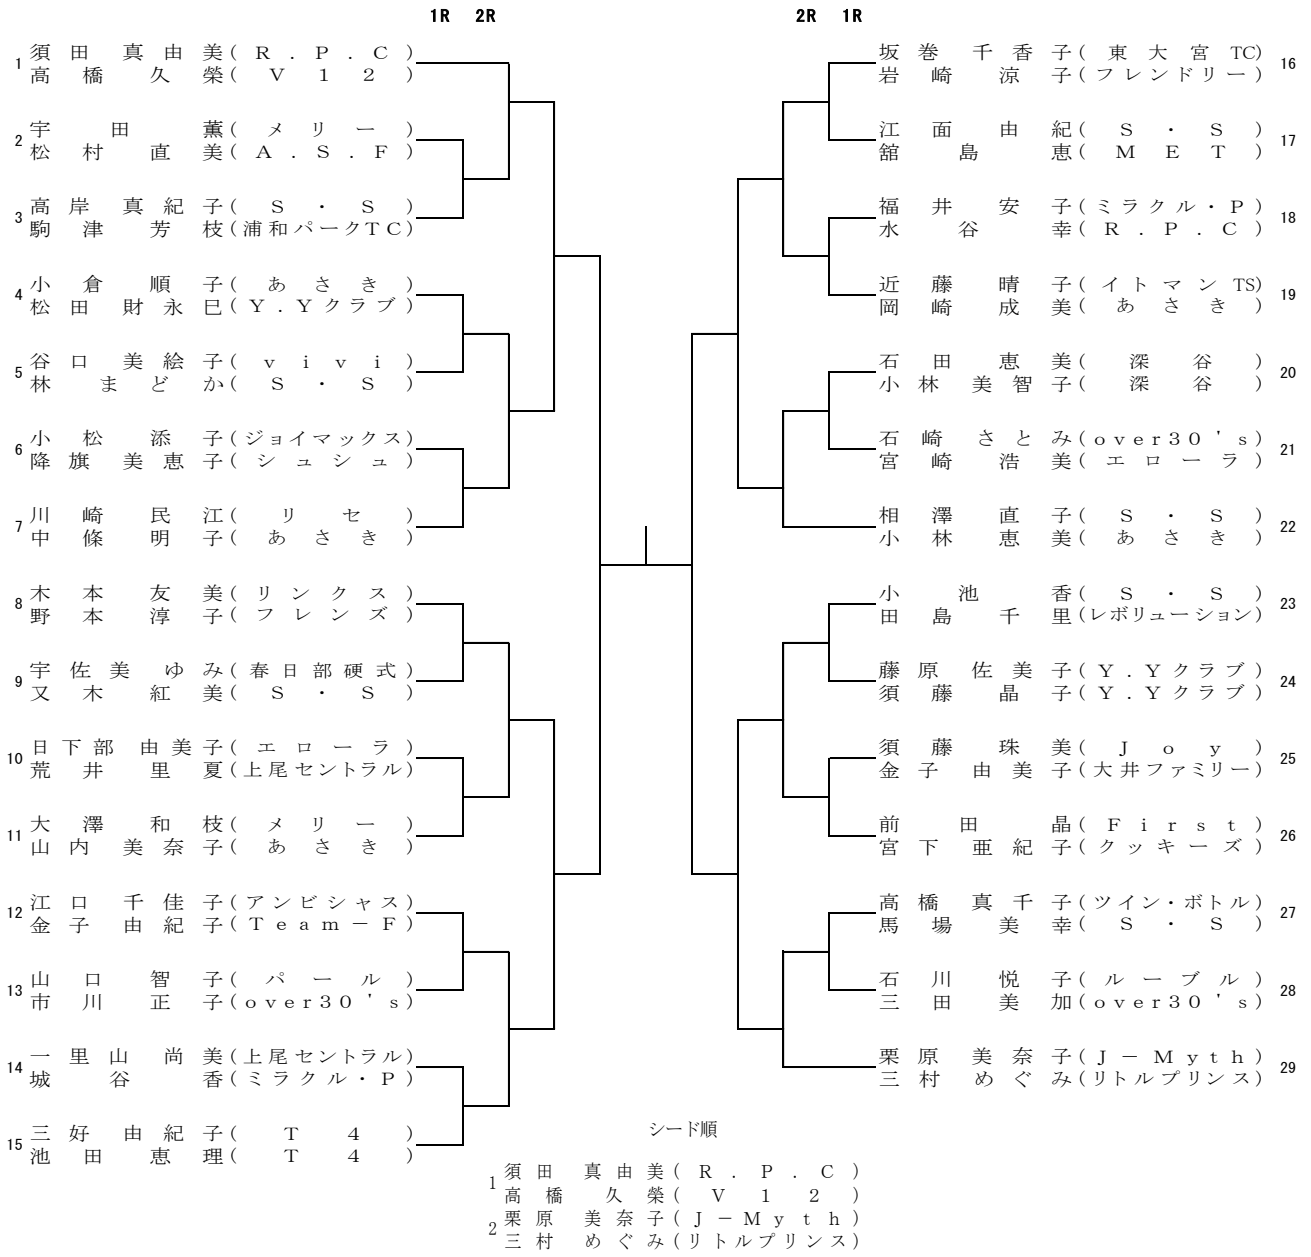 1R 2R
2R 1R
1 須田 真由美(R.P.C)
高橋 久榮(V12)
2 宇田 薫(メリー)
松村 直美(A.S.F)
3 高岸 真紀子(S・S)
駒津 芳枝(浦和パークTC)
4 小倉 順子(あさき)
松田 財永巳(Y.Yクラブ)
5 谷口 美絵子(vivi)
林 まどか(S・S)
6 小松 添子(ジョイマックス)
降旗 美恵子(シュシュ)
7 川崎 民江(リセ)
中條 明子(あさき)
8 木本 友美(リンクス)
野本 淳子(フレンズ)
9 宇佐美 ゆみ(春日部硬式)
又木 紅美(S・S)
10 日下部 由美子(エローラ)
荒井 里夏(上尾セントラル)
11 大澤 和枝(メリー)
山内 美奈子(あさき)
12 江口 千佳子(アンビシャス)
金子 由紀子(Team-F)
13 山口 智子(パール)
市川 正子(over30's)
14 一里山 尚美(上尾セントラル)
城谷 香(ミラクル・P)
15 三好 由紀子(T4)
池田 恵理(T4)
坂巻 千香子(東大宮TC) 16
岩崎 涼子(フレンドリー)
江面 由紀(S・S) 17
舘島 恵(MET)
福井 安子(ミラクル・P) 18
水谷 幸(R.P.C)
近藤 晴子(イトマンTS) 19
岡崎 成美(あさき)
石田 恵美(深谷) 20
小林 美智子(深谷)
石崎 さとみ(over30's) 21
宮崎 浩美(エローラ)
相澤 直子(S・S) 22
小林 恵美(あさき)
小池 香(S・S) 23
田島 千里(レボリューション)
藤原 佐美子(Y.Yクラブ) 24
須藤 晶子(Y.Yクラブ)
須藤 珠美(Joy) 25
金子 由美子(大井ファミリー)
前田 晶(First) 26
宮下 亜紀子(クッキーズ)
高橋 真千子(ツイン・ボトル) 27
馬場 美幸(S・S)
石川 悦子(ルーブル) 28
三田 美加(over30's)
栗原 美奈子(J-Myth) 29
三村 めぐみ(リトルプリンス)
シード順
1 須田 真由美(R.P.C)
高橋 久榮(V12)
2 栗原 美奈子(J-Myth)
三村 めぐみ(リトルプリンス)